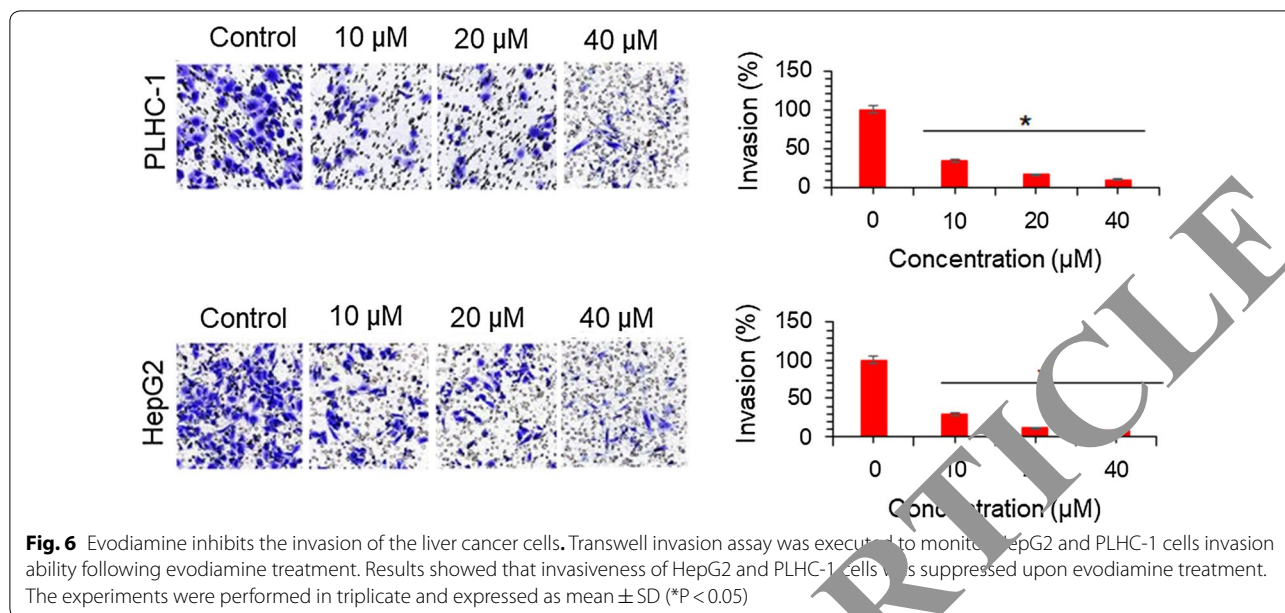 Control 10 µM 20 µM 40 µM
PLHC-1
Invasion (%)
150
100
50
0
*
0 10 20 40
Concentration (µM)
Control 10 µM 20 µM 40 µM
HepG2
Invasion (%)
150
100
50
0
0 10 40
Concentration (µM)
Fig. 6 Evodiamine inhibits the invasion of the liver cancer cells. Transwell invasion assay was executed to HepG2 and PLHC-1 cells invasion
ability following evodiamine treatment. Results showed that invasiveness of HepG2 and PLHC-1 cells was suppressed upon evodiamine treatment.
The experiments were performed in triplicate and expressed as mean ± SD (*P < 0.05)
RTICLE